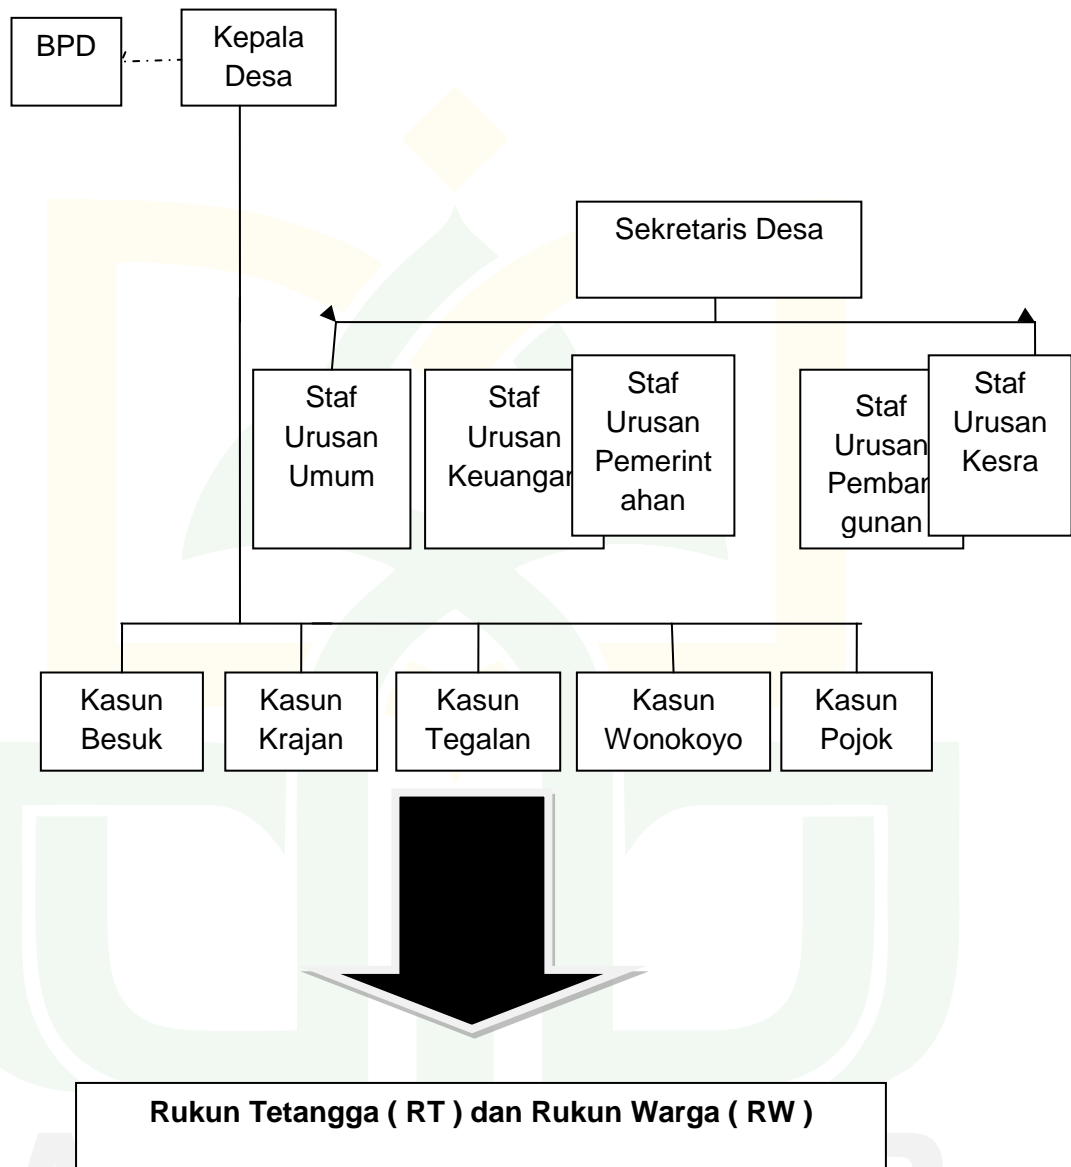 BPD
Kepala
Desa
Sekretaris Desa
Staf
Urusan
Umum
Staf
Urusan
Keuangan
Staf
Urusan
Pemerint
ahan
Staf
Urusan
Pemban
gunan
Staf
Urusan
Kesra
Kasun
Besuk
Kasun
Krajan
Kasun
Tegalan
Kasun
Wonokoyo
Kasun
Pojok
Rukun Tetangga ( RT ) dan Rukun Warga ( RW )